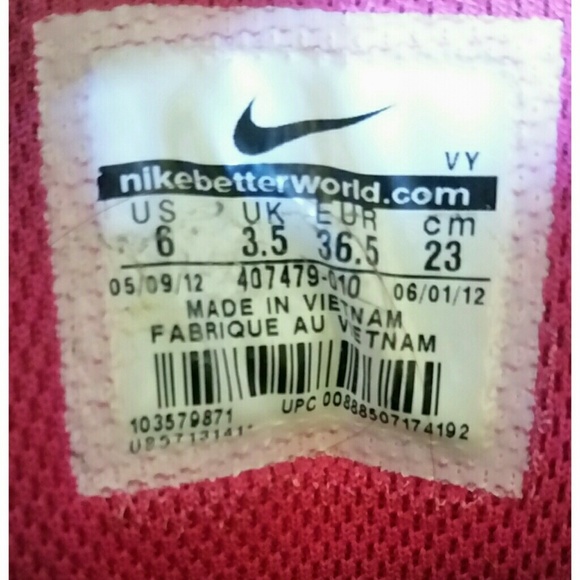 VY
nikebetterworld.com
US UK EUR cm
6 3.5 36.5 23
05/09/12 407479-010 06/01/12
MADE IN VIETNAM
FABRIQUE AU VIETNAM
103579871 UPC 00888507174192